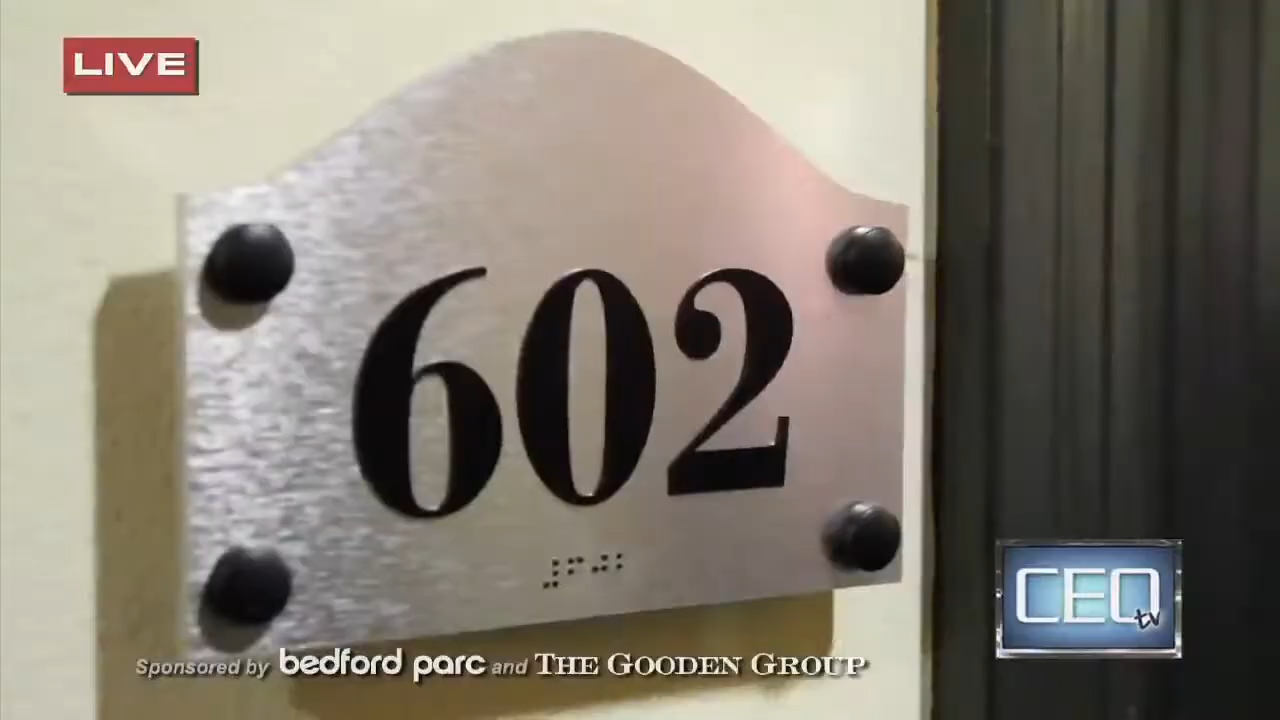 LIVE
602
⠼⠋⠚⠃
CEO tv
Sponsored by bedford parc and THE GOODEN GROUP